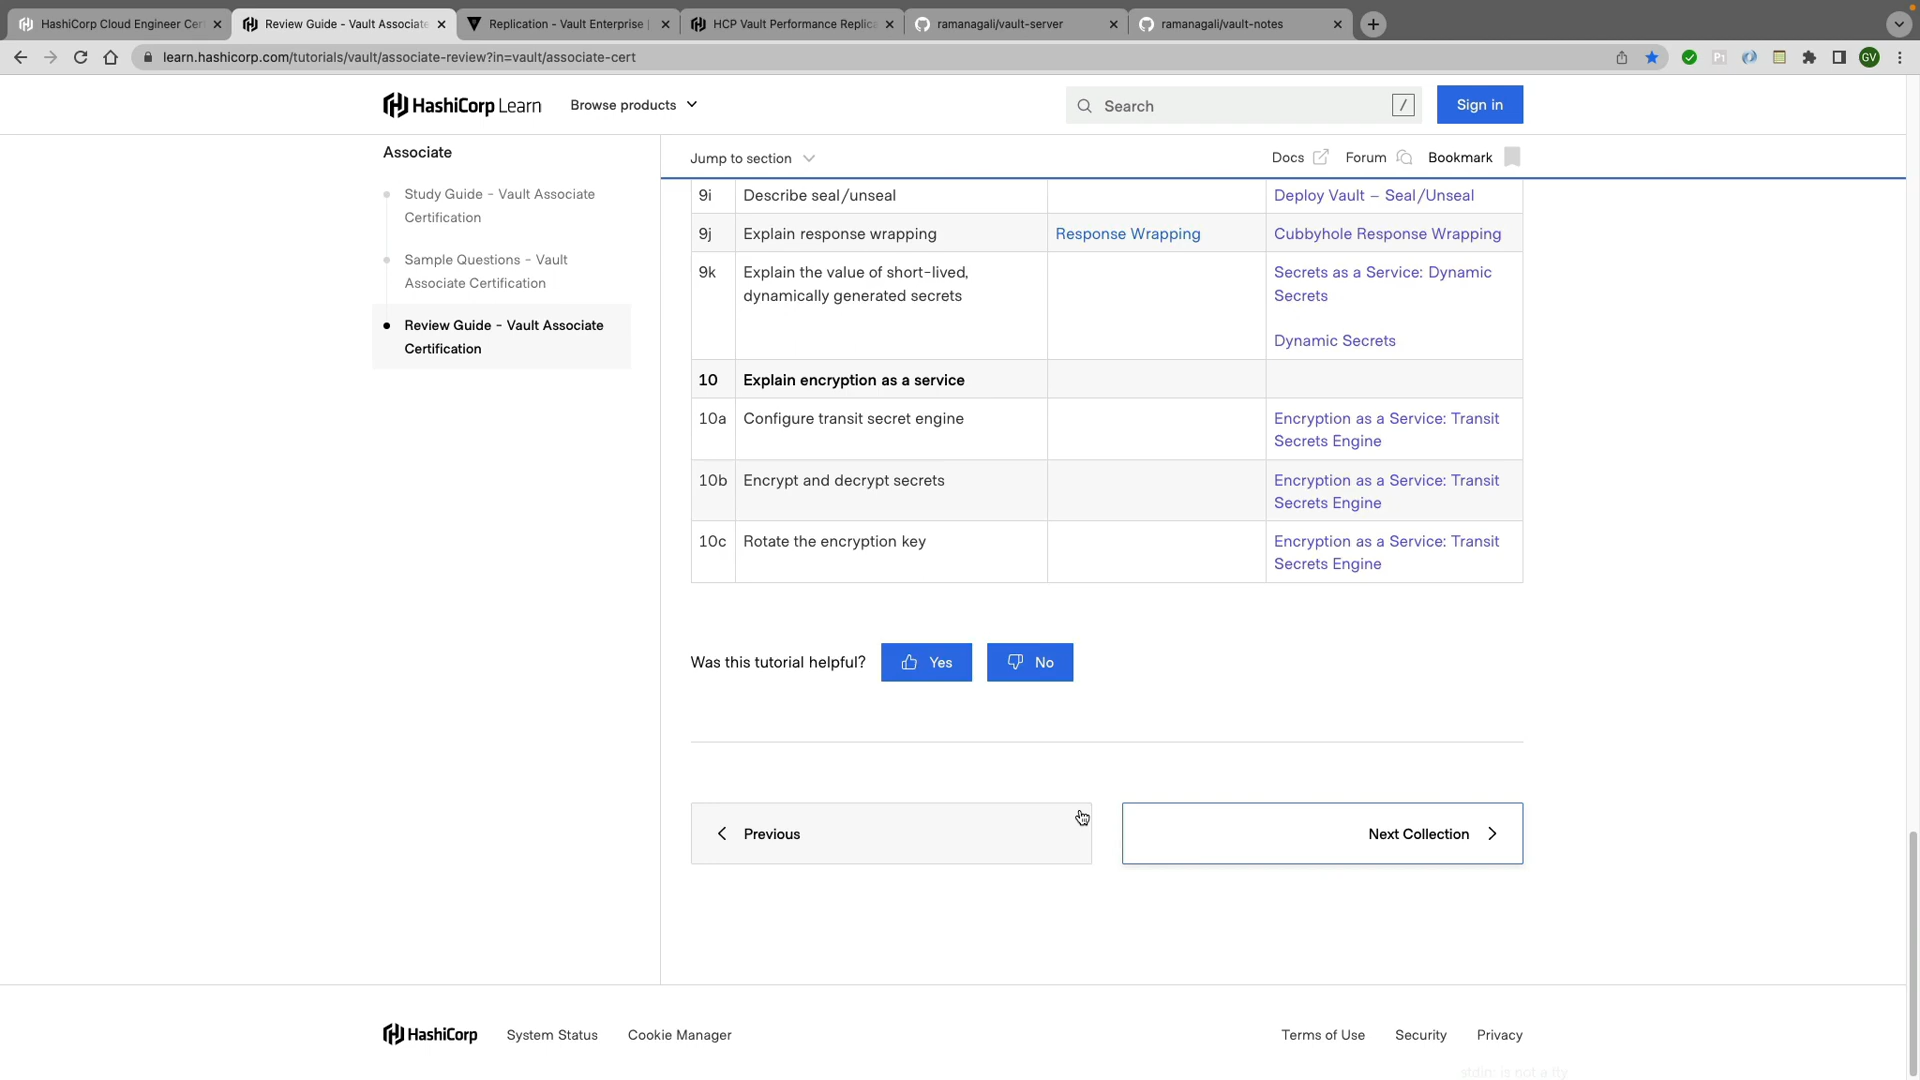 HashiCorp Cloud Engineer Cer
Review Guide - Vault Associate
Replication - Vault Enterprise |
HCP Vault Performance Replica
ramanagali/vault-server
ramanagali/vault-notes
learn.hashicorp.com/tutorials/vault/associate-review?in=vault/associate-cert
GV
HashiCorp Learn
Browse products
Search
/
Sign in
Associate
Study Guide - Vault Associate
Certification
Sample Questions - Vault
Associate Certification
Review Guide - Vault Associate
Certification
Jump to section
Docs
Forum
Bookmark
9i Describe seal/unseal Deploy Vault – Seal/Unseal
9j Explain response wrapping Response Wrapping Cubbyhole Response Wrapping
9k Explain the value of short-lived, Secrets as a Service: Dynamic
dynamically generated secrets Secrets
Dynamic Secrets
10 Explain encryption as a service
10a Configure transit secret engine Encryption as a Service: Transit
Secrets Engine
10b Encrypt and decrypt secrets Encryption as a Service: Transit
Secrets Engine
10c Rotate the encryption key Encryption as a Service: Transit
Secrets Engine
Was this tutorial helpful? Yes No
Previous
Next Collection
HashiCorp
System Status
Cookie Manager
Terms of Use
Security
Privacy
stdin: is not a tty